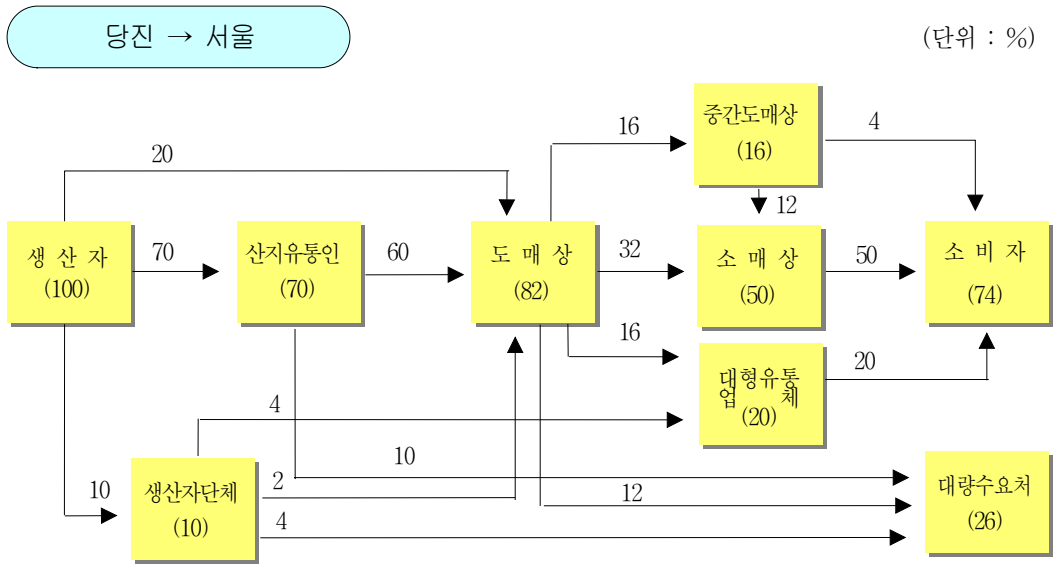 당진 → 서울
(단위 : %)
중간도매상
(16)
16
4
20
12
생 산 자
(100)
70
산지유통인
(70)
60
도 매 상
(82)
32
소 매 상
(50)
50
소 비 자
(74)
16
대형유통
업 체
(20)
20
4
10
생산자단체
(10)
10
2
4
12
대량수요처
(26)